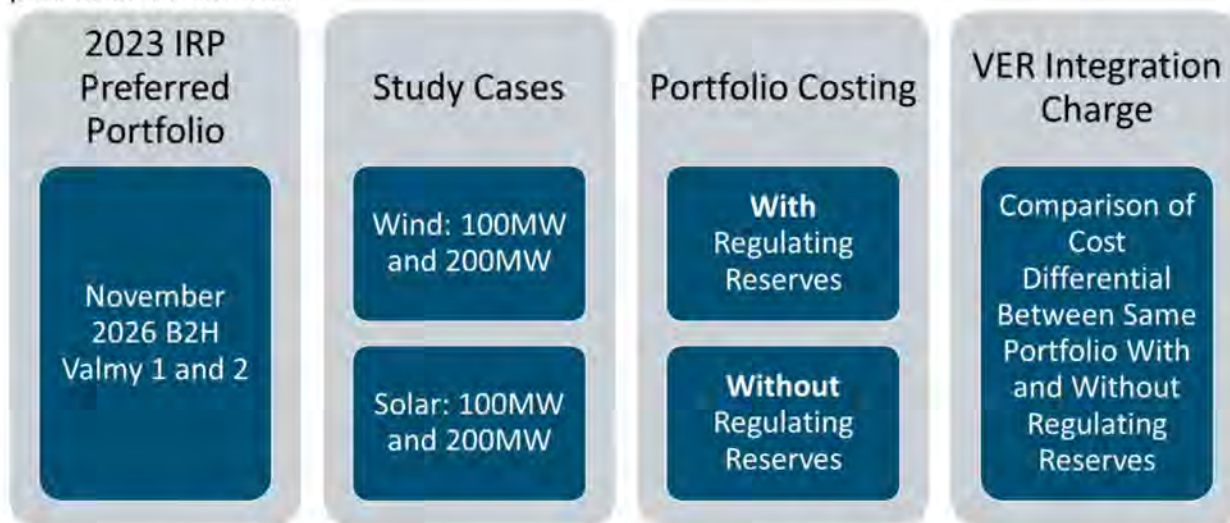 2023 IRP
Preferred
Portfolio
November
2026 B2H
Valmy 1 and 2
Study Cases
Wind: 100MW
and 200MW
Solar: 100MW
and 200MW
Portfolio Costing
With
Regulating
Reserves
Without
Regulating
Reserves
VER Integration
Charge
Comparison of
Cost
Differential
Between Same
Portfolio With
and Without
Regulating
Reserves